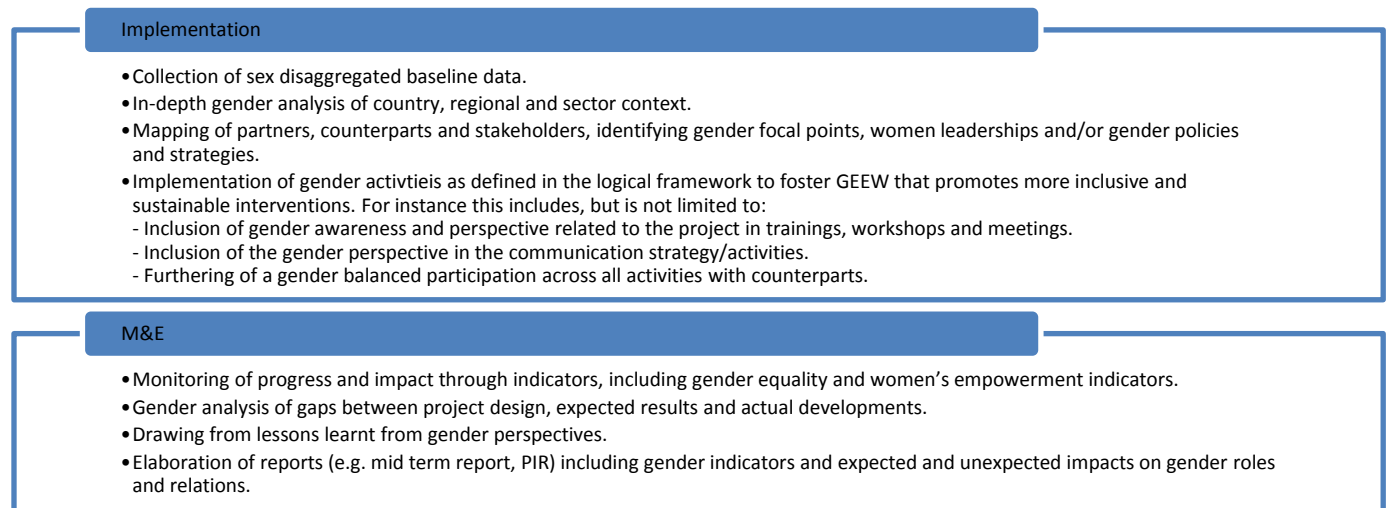 Implementation
•Collection of sex disaggregated baseline data.
•In-depth gender analysis of country, regional and sector context.
•Mapping of partners, counterparts and stakeholders, identifying gender focal points, women leaderships and/or gender policies
and strategies.
•Implementation of gender activtieis as defined in the logical framework to foster GEEW that promotes more inclusive and
sustainable interventions. For instance this includes, but is not limited to:
- Inclusion of gender awareness and perspective related to the project in trainings, workshops and meetings.
- Inclusion of the gender perspective in the communication strategy/activities.
- Furthering of a gender balanced participation across all activities with counterparts.
M&E
•Monitoring of progress and impact through indicators, including gender equality and women’s empowerment indicators.
•Gender analysis of gaps between project design, expected results and actual developments.
•Drawing from lessons learnt from gender perspectives.
•Elaboration of reports (e.g. mid term report, PIR) including gender indicators and expected and unexpected impacts on gender roles
and relations.